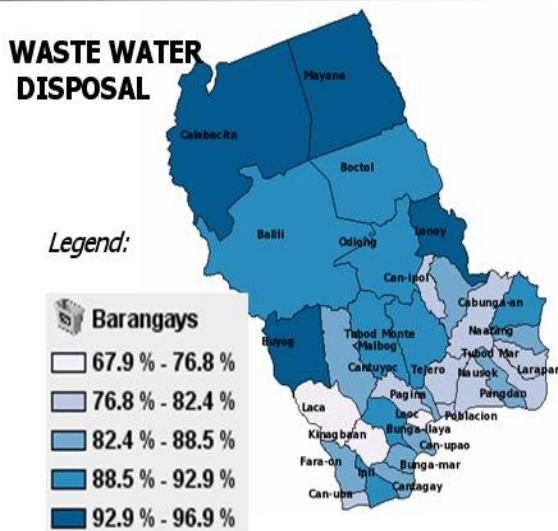 WASTE WATER
DISPOSAL
Mayana
Calabacita
Boctol
Balili
Odiong
Lonoy
Legend:
Can-ipol
Barangays
67.9 % - 76.8 %
76.8 % - 82.4 %
82.4 % - 88.5 %
88.5 % - 92.9 %
92.9 % - 96.9 %
Cabunga-an
Naatang
Buyog
Tubod Monte
Malbog
Cantuyoc
Tejero
Tubod Mar
Nausok
Larapan
Pangdan
Pagina
Laca
Laoc
Poblacion
Bunga-ilaya
Kinagbaan
Can-upao
Fara-on
Ipil
Bunga-mar
Cantagay
Can-uba